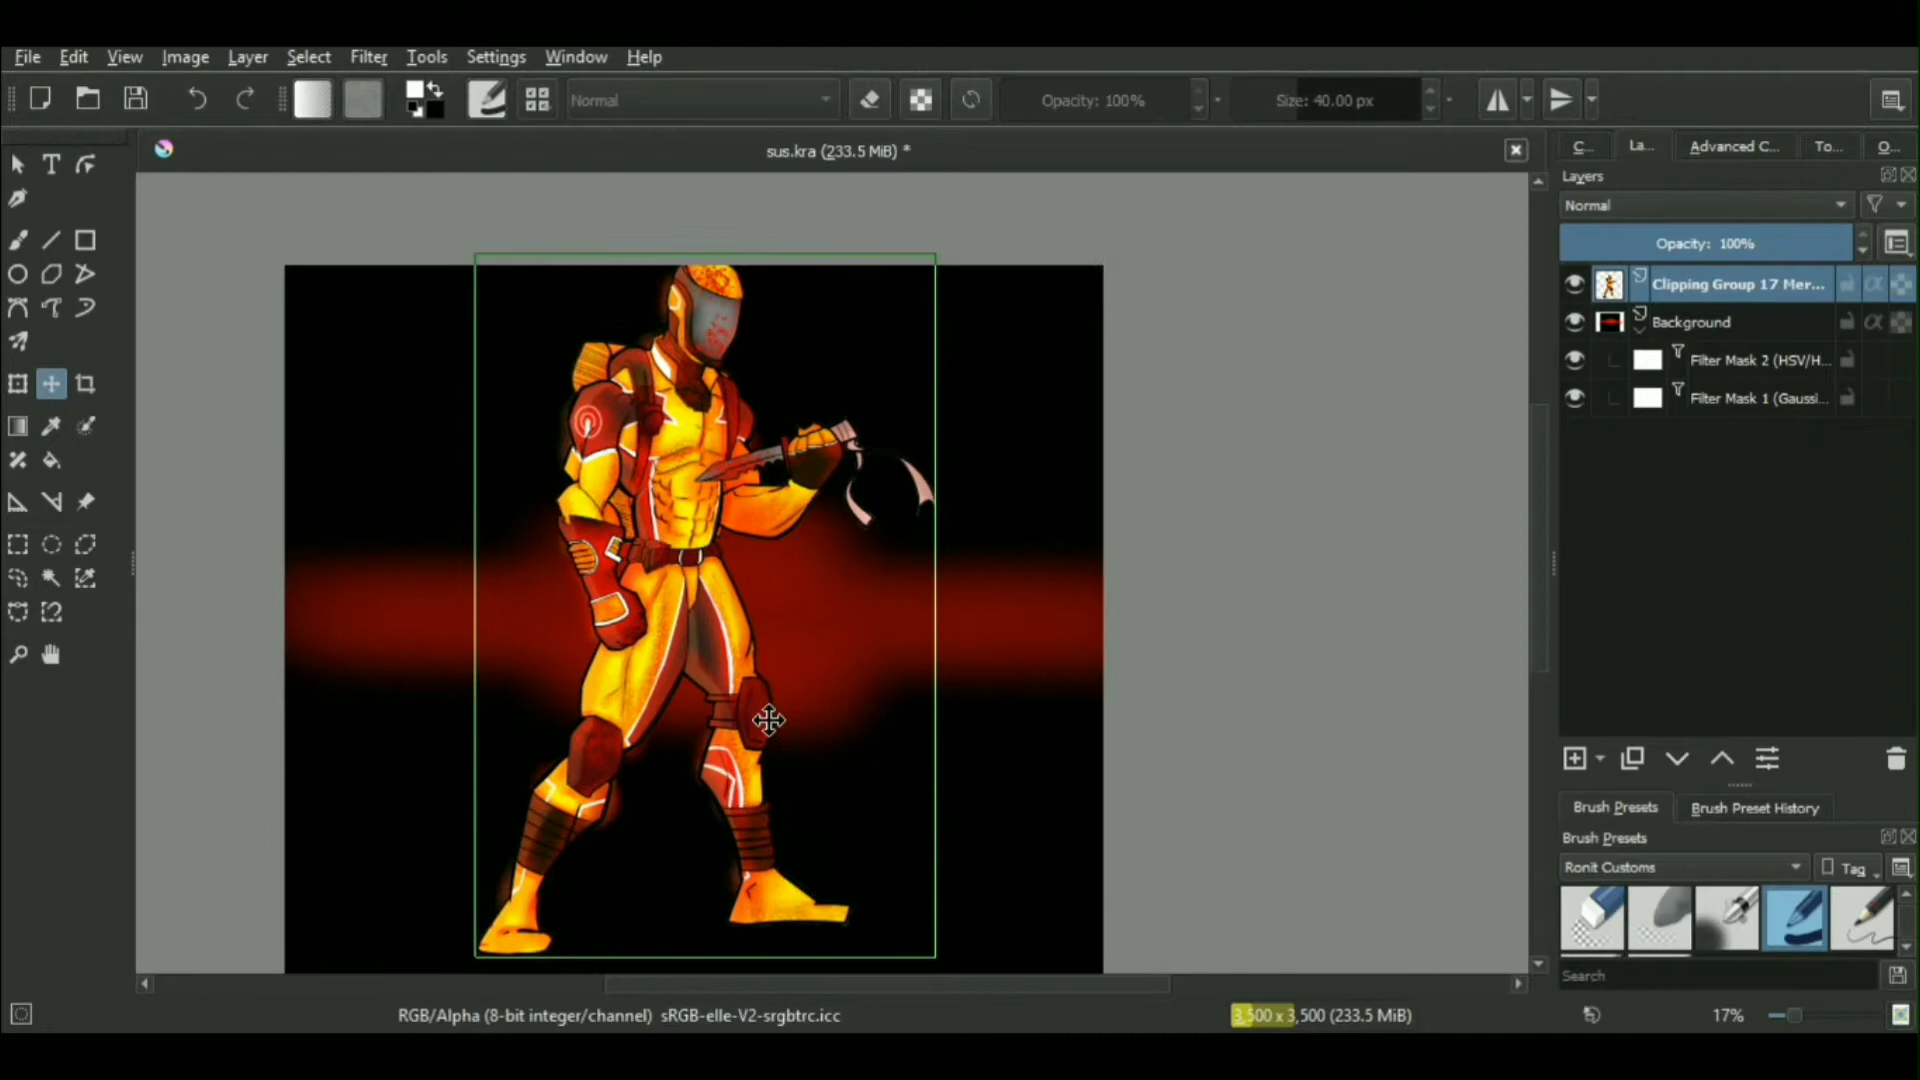 File Edit View Image Layer Select Filter Tools Settings Window Help
Normal Opacity: 100% Size: 40.00 px
sus.kra (233.5 MiB) *
C... La... Advanced C... To... O...
Layers
Normal
Opacity: 100%
Clipping Group 17 Mer...
Background
Filter Mask 2 (HSV/H...
Filter Mask 1 (Gaussi...
Brush Presets Brush Preset History
Brush Presets
Ronit Customs Tag
Search
RGB/Alpha (8-bit integer/channel) sRGB-elle-V2-srgbtrc.icc 3,500 x 3,500 (233.5 MiB) 17%